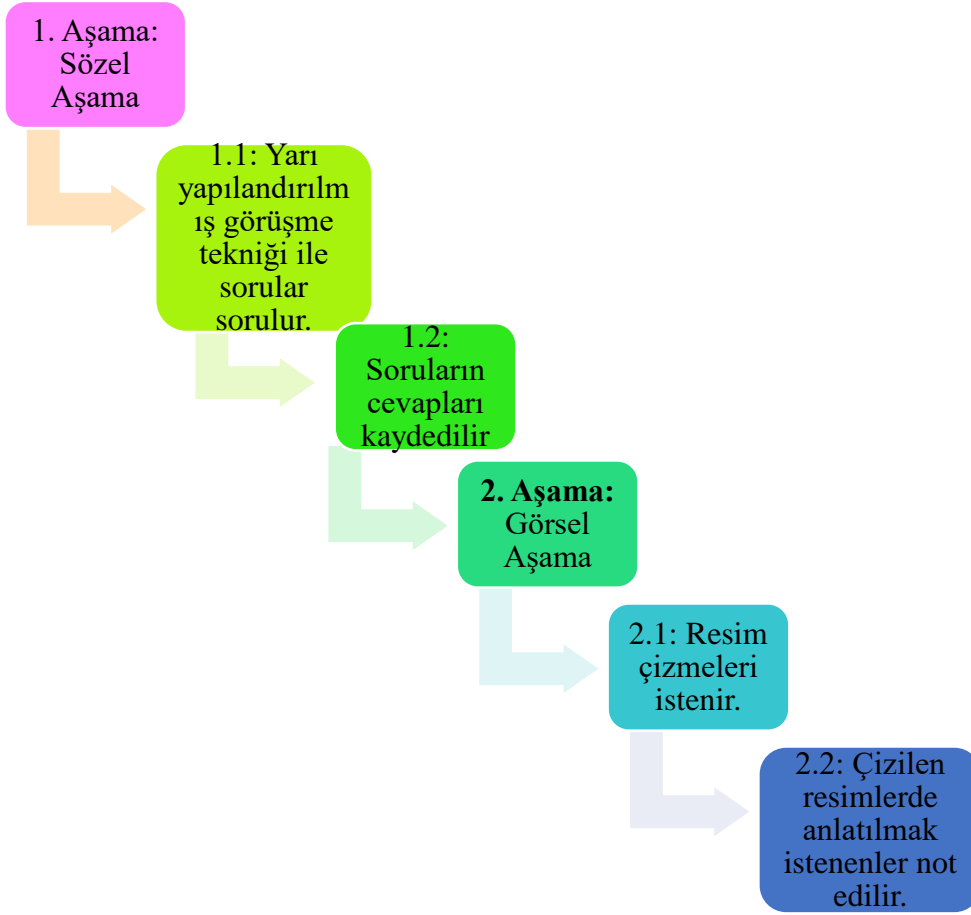 1. Aşama:
Sözel
Aşama
1.1: Yarı
yapılandırılm
ış görüşme
tekniği ile
sorular
sorulur.
1.2:
Soruların
cevapları
kaydedilir
2. Aşama:
Görsel
Aşama
2.1: Resim
çizmeleri
istenir.
2.2: Çizilen
resimlerde
anlatılmak
istenenler not
edilir.